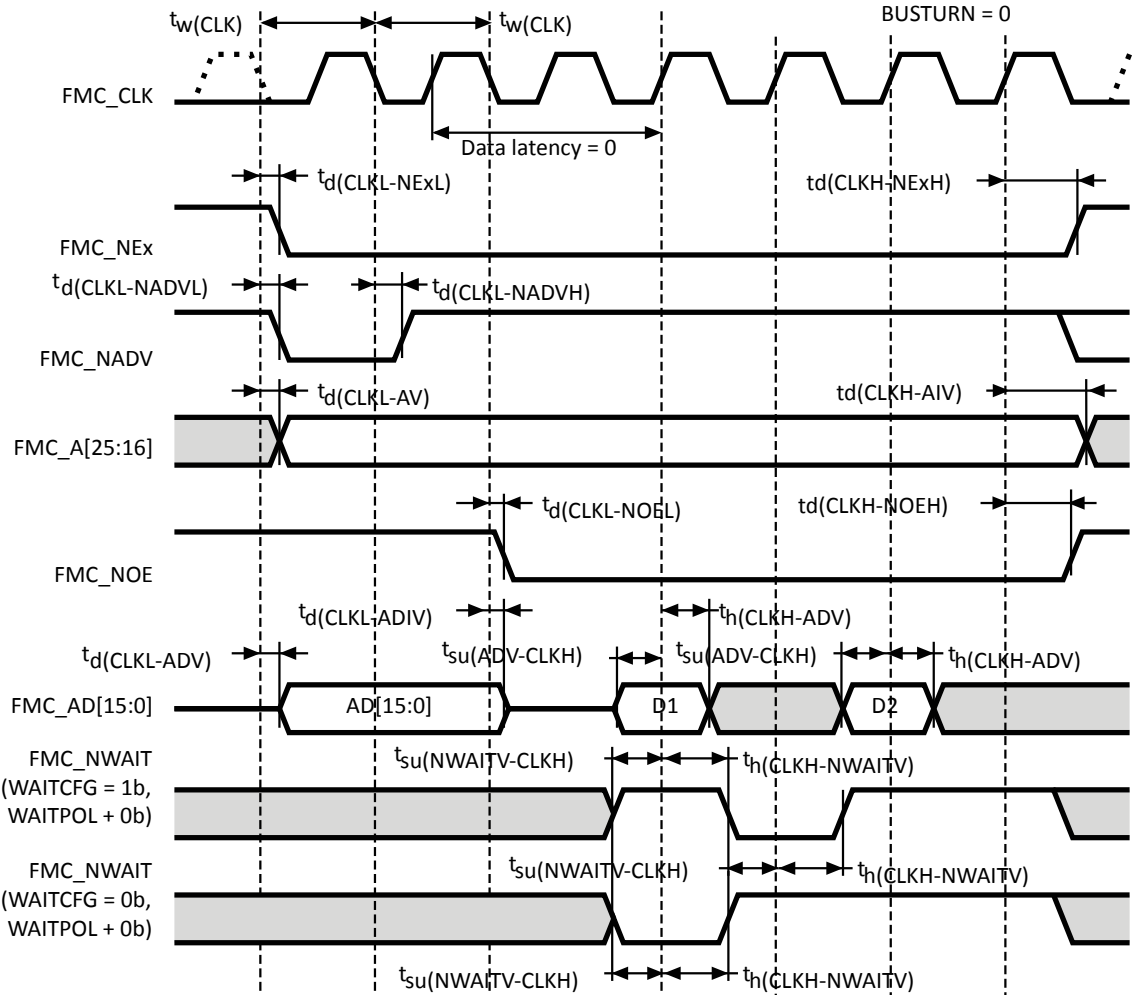 tw(CLK) tw(CLK) BUSTURN = 0
FMC_CLK
Data latency = 0
td(CLKL-NExL) td(CLKH-NExH)
FMC_NEx
td(CLKL-NADVL) td(CLKL-NADVH)
FMC_NADV
td(CLKL-AV) td(CLKH-AIV)
FMC_A[25:16]
td(CLKL-NOEL) td(CLKH-NOEH)
FMC_NOE
td(CLKL-ADIV) th(CLKH-ADV)
td(CLKL-ADV) tsu(ADV-CLKH) tsu(ADV-CLKH) th(CLKH-ADV)
FMC_AD[15:0] AD[15:0] D1 D2
FMC_NWAIT
(WAITCFG = 1b,
WAITPOL + 0b)
tsu(NWAITV-CLKH) th(CLKH-NWAITV)
FMC_NWAIT
(WAITCFG = 0b,
WAITPOL + 0b)
tsu(NWAITV-CLKH) th(CLKH-NWAITV)
tsu(NWAITV-CLKH) th(CLKH-NWAITV)